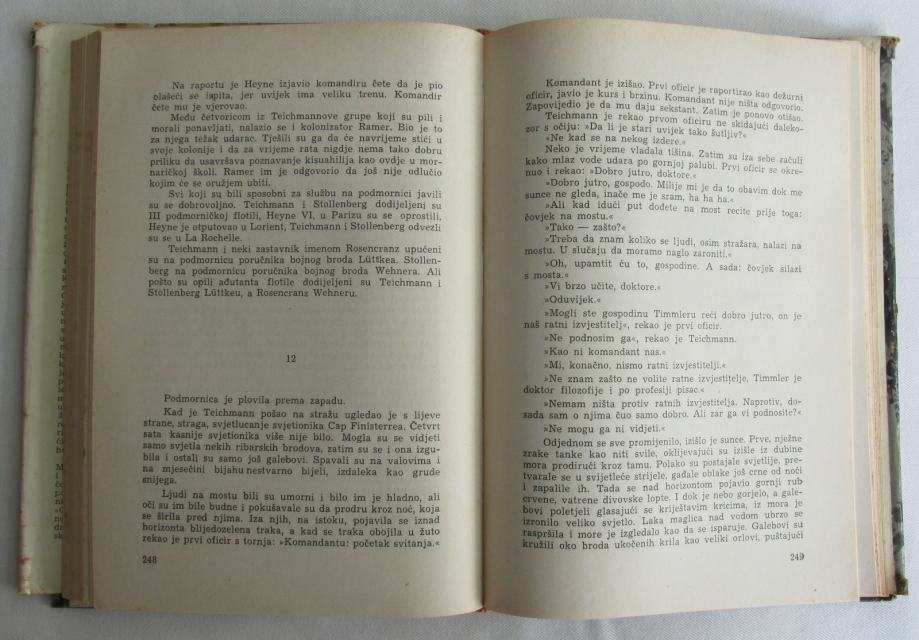 Na raportu je Heyne izjavio komandiru čete da je pio
plašeći se ispita, jer uvijek ima veliku trenu. Komandir
čete mu je vjerovao.
Među četvoricom iz Teichmannove grupe koji su pili i
morali ponavljati, nalazio se i kolonizator Ramer. Bio je to
za njega težak udarac. Tješili su ga da će navrijeme stići u
svoje kolonije i da za vrijeme rata nigdje nema tako dobru
priliku da usavršava poznavanje kisuahilija kao ovdje u mor-
naričkoj školi. Ramer im je odgovorio da još nije odlučio
kojim će se oružjem ubiti.
Svi koji su bili sposobni za službu na podmornici javili
su se dobrovoljno. Teichmann i Stollenberg dodijeljeni su
III podmorničkoj flotili, Heyne VI, u Parizu su se oprostili,
Heyne je otputovao u Lorient, Teichmann i Stollenberg odvezli
su se u La Rochelle.
Teichmann i neki zastavnik imenom Rosencranz upućeni
su na podmornicu poručnika bojnog broda Lüttkea. Stollen-
berg na podmornicu poručnika bojnog broda Wehnera. Ali
pošto su opili ađutanta flotile dodijeljeni su Teichmann i
Stollenberg Lüttkeu, a Rosencranz Wehneru.
12
Podmornica je plovila prema zapadu.
Kad je Teichmann pošao na stražu ugledao je s lijeve
strane, straga, svjetlucanje svjetionika Cap Finisterrea. Četvrt
sata kasnije svjetionika više nije bilo. Mogla su se vidjeti
samo svjetla nekih ribarskih brodova, zatim su se i ona izgu-
bila i ostali su samo još galebovi. Spavali su na valovima i
na mjesečini bijahu nestvarno bijeli, izdaleka kao grude
snijega.
Ljudi na mostu bili su umorni i bilo im je hladno, ali
oči su im bile budne i pokušavale su da prodru kroz noć, koja
se širila pred njima. Iza njih, na istoku, pojavila se iznad
horizonta blijedozelena traka, a kad se traka obojila u žuto
rekao je prvi oficir s tornja: »Komandantu: početak svitanja.«
248
Komandant je izišao. Prvi oficir je raportirao kao dežurni
oficir, javio je kurs i brzinu. Komandant nije ništa odgovorio.
Zapovijedio je da mu daju sekstant. Zatim je ponovo otišao.
Teichmann je rekao prvom oficiru ne skidajući daleko-
zor s očiju: »Da li je stari uvijek tako šutljiv?«
»Ne kad se na nekog izdere.«
Neko je vrijeme vladala tišina. Zatim su iza sebe začuli
kako mlaz vode udara po gornjoj palubi. Prvi oficir se okre-
nuo i rekao: »Dobro jutro, doktore.«
»Dobro jutro, gospodo. Milije mi je da to obavim dok me
sunce ne gleda, inače me je sram, ha ha ha.«
»Ali kad idući put dođete na most recite prije toga:
čovjek na mostu.«
»Tako — zašto?«
»Treba da znam koliko se ljudi, osim stražara, nalazi na
mostu. U slučaju da moramo naglo zaroniti.«
»Oh, upamtit ću to, gospodine. A sada: čovjek silazi
s mosta.«
»Vi brzo učite, doktore.«
»Oduvijek.«
»Mogli ste gospodinu Timmleru reći dobro jutro, on je
naš ratni izvjestitelj«, rekao je prvi oficir.
»Ne podnosim ga«, rekao je Teichmann.
»Kao ni komandant nas.«
»Mi, konačno, nismo ratni izvjestitelji.«
»Ne znam zašto ne volite ratne izvjestitelje, Timmler je
doktor filozofije i po profesiji pisac.«
»Nemam ništa protiv ratnih izvjestitelja. Naprotiv, do-
sada sam o njima čuo samo dobro. Ali zar ga vi podnosite?«
»Ne mogu ga ni vidjeti.«
Odjednom se sve promijenilo, izišlo je sunce. Prve, nježne
zrake tanke kao niti svile, oklijevajući su izišle iz dubine
mora prodirući kroz tamu. Polako su postajale svjetlije, pre-
tvarale se u svijetleće strijele, gađale oblake još crne od noći
i zapalile ih. Tada se nad horizontom pojavio gornji rub
crvene, vatrene divovske lopte. I dok je nebo gorjelo, a gale-
bovi poletjeli glasajući se kriještavim kricima, iz mora je
izronilo veliko svjetlo. Laka maglica nad vodom ubrzo se
raspršila i more je izgledalo kao da se isparuje. Galebovi su
kružili oko broda ukočenih krila kao veliki orlovi, puštajući
249